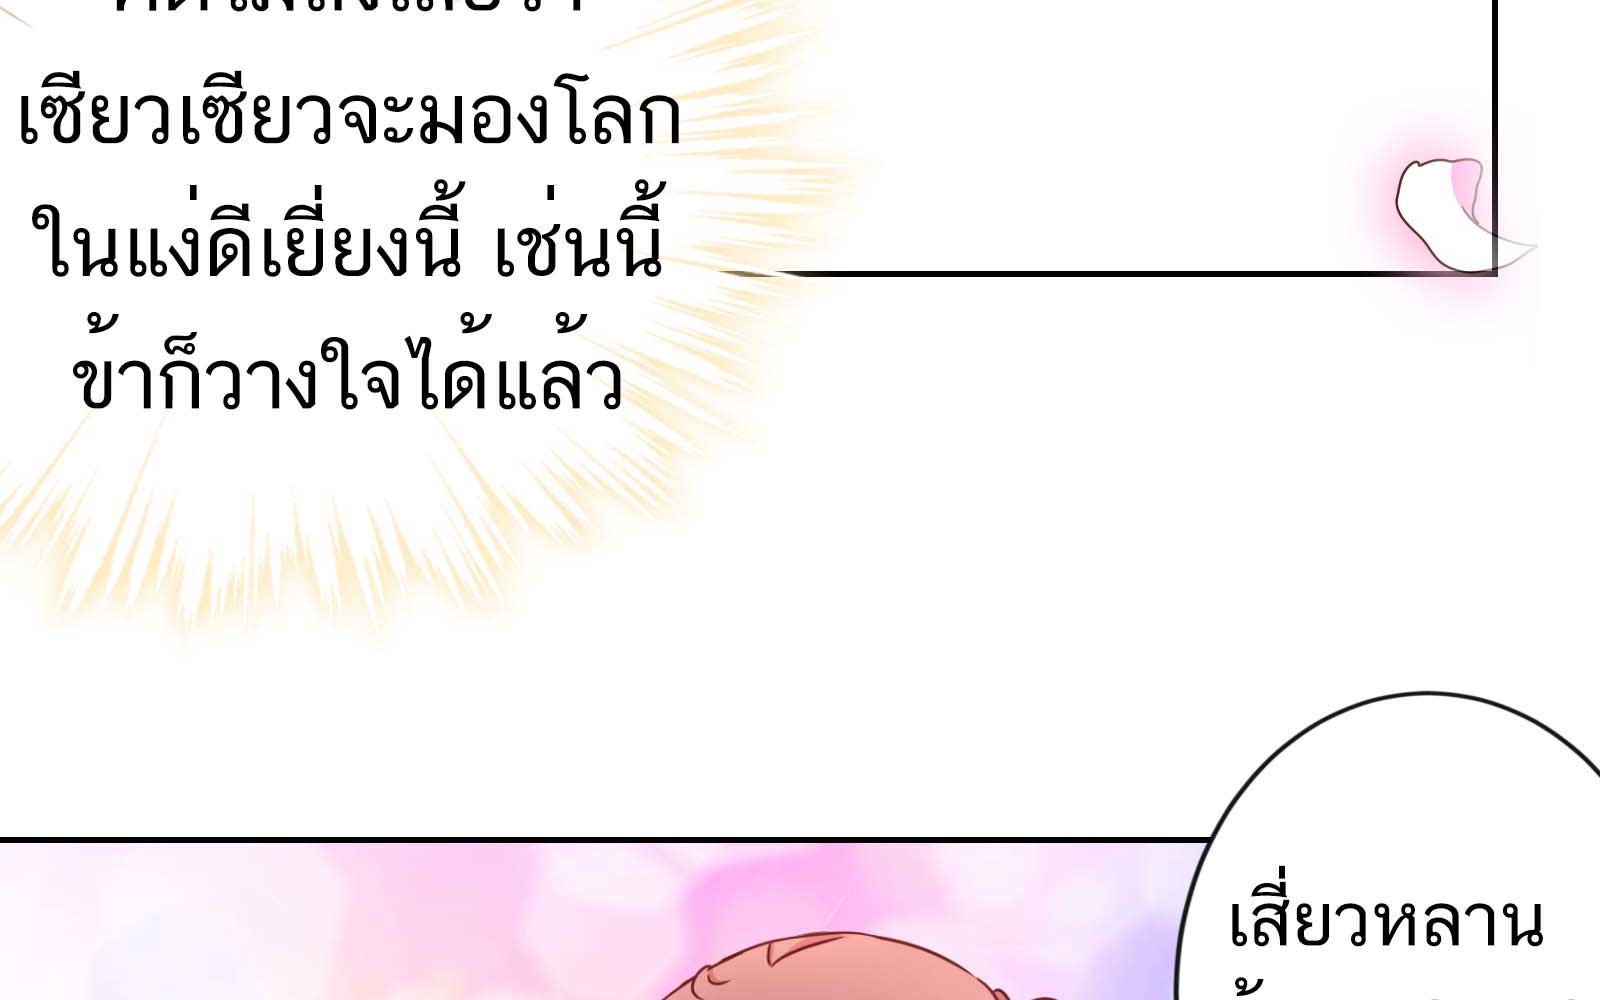 เซียวเซียวจะมองโลก
ในแง่ดีเยี่ยงนี้ เช่นนี้
ข้าก็วางใจได้แล้ว
เสี่ยวหลาน